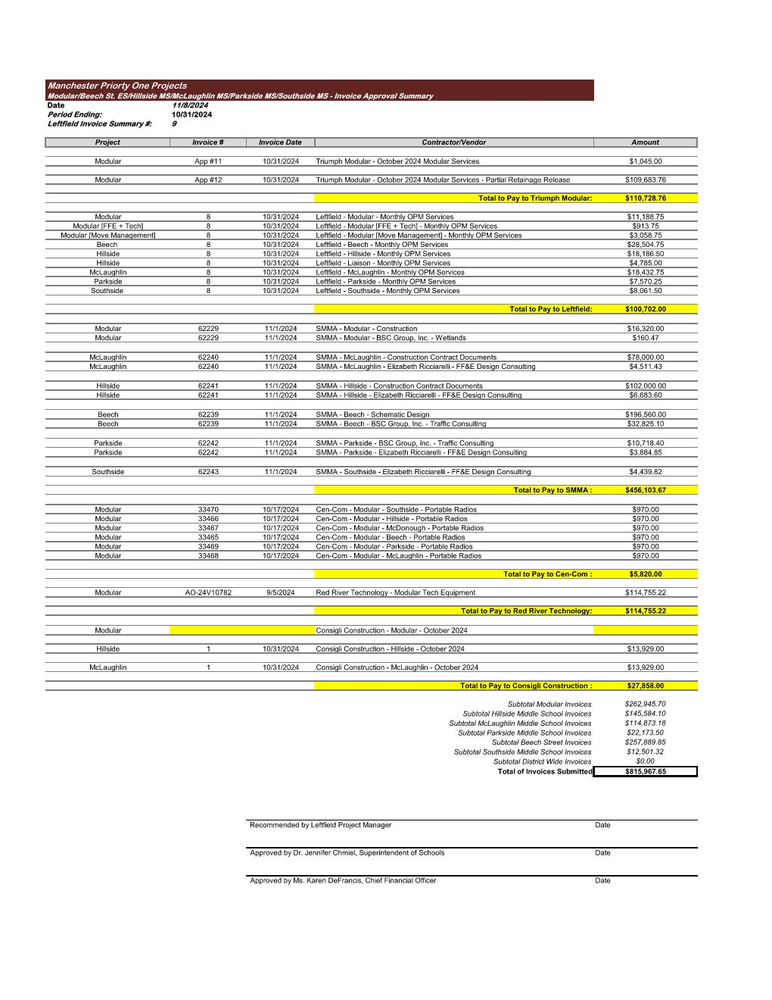 Manchester Priorty One Projects
Modular/Beech St. ES/Hillside MS/McLaughlin MS/Parkside MS/Southside MS - Invoice Approval Summary
Date 11/8/2024
Period Ending: 10/31/2024
Leftfield Invoice Summary #: 9
Project Invoice # Invoice Date Contractor/Vendor Amount
Modular App #11 10/31/2024 Triumph Modular - October 2024 Modular Services $1,045.00
Modular App #12 10/31/2024 Triumph Modular - October 2024 Modular Services - Partial Retainage Release $109,683.76
Total to Pay to Triumph Modular: $110,728.76
Modular 8 10/31/2024 Leftfield - Modular - Monthly OPM Services $11,188.75
Modular [FFE + Tech] 8 10/31/2024 Leftfield - Modular [FFE + Tech] - Monthly OPM Services $913.75
Modular [Move Management] 8 10/31/2024 Leftfield - Modular [Move Management] - Monthly OPM Services $3,058.75
Beech 8 10/31/2024 Leftfield - Beech - Monthly OPM Services $28,504.75
Hillside 8 10/31/2024 Leftfield - Hillside - Monthly OPM Services $18,186.50
Hillside 8 10/31/2024 Leftfield - Liaison - Monthly OPM Services $4,785.00
McLaughlin 8 10/31/2024 Leftfield - McLaughlin - Monthly OPM Services $18,432.75
Parkside 8 10/31/2024 Leftfield - Parkside - Monthly OPM Services $7,570.25
Southside 8 10/31/2024 Leftfield - Southside - Monthly OPM Services $8,061.50
Total to Pay to Leftfield: $100,702.00
Modular 62229 11/1/2024 SMMA - Modular - Construction $16,320.00
Modular 62229 11/1/2024 SMMA - Modular - BSC Group, Inc. - Wetlands $160.47
McLaughlin 62240 11/1/2024 SMMA - McLaughlin - Construction Contract Documents $78,000.00
McLaughlin 62240 11/1/2024 SMMA - McLaughlin - Elizabeth Ricciarelli - FF&E Design Consulting $4,511.43
Hillside 62241 11/1/2024 SMMA - Hillside - Construction Contract Documents $102,000.00
Hillside 62241 11/1/2024 SMMA - Hillside - Elizabeth Ricciarelli - FF&E Design Consulting $6,683.60
Beech 62239 11/1/2024 SMMA - Beech - Schematic Design $196,560.00
Beech 62239 11/1/2024 SMMA - Beech - BSC Group, Inc. - Traffic Consulting $32,825.10
Parkside 62242 11/1/2024 SMMA - Parkside - BSC Group, Inc. - Traffic Consulting $10,718.40
Parkside 62242 11/1/2024 SMMA - Parkside - Elizabeth Ricciarelli - FF&E Design Consulting $3,884.85
Southside 62243 11/1/2024 SMMA - Southside - Elizabeth Ricciarelli - FF&E Design Consulting $4,439.82
Total to Pay to SMMA : $456,103.67
Modular 33470 10/17/2024 Cen-Com - Modular - Southside - Portable Radios $970.00
Modular 33466 10/17/2024 Cen-Com - Modular - Hillside - Portable Radios $970.00
Modular 33467 10/17/2024 Cen-Com - Modular - McDonough - Portable Radios $970.00
Modular 33465 10/17/2024 Cen-Com - Modular - Beech - Portable Radios $970.00
Modular 33469 10/17/2024 Cen-Com - Modular - Parkside - Portable Radios $970.00
Modular 33468 10/17/2024 Cen-Com - Modular - McLaughlin - Portable Radios $970.00
Total to Pay to Cen-Com : $5,820.00
Modular AO-24V10782 9/5/2024 Red River Technology - Modular Tech Equipment $114,755.22
Total to Pay to Red River Technology: $114,755.22
Modular Consigli Construction - Modular - October 2024
Hillside 1 10/31/2024 Consigli Construction - Hillside - October 2024 $13,929.00
McLaughlin 1 10/31/2024 Consigli Construction - McLaughlin - October 2024 $13,929.00
Total to Pay to Consigli Construction : $27,858.00
Subtotal Modular Invoices $262,945.70
Subtotal Hillside Middle School Invoices $145,584.10
Subtotal McLaughlin Middle School Invoices $114,873.18
Subtotal Parkside Middle School Invoices $22,173.50
Subtotal Beech Street Invoices $257,889.85
Subtotal Southside Middle School Invoices $12,501.32
Subtotal District Wide Invoices $0.00
Total of Invoices Submitted $815,967.65
Recommended by Leftfield Project Manager Date
Approved by Dr. Jennifer Chmiel, Superintendent of Schools Date
Approved by Ms. Karen DeFrancis, Chief Financial Officer Date